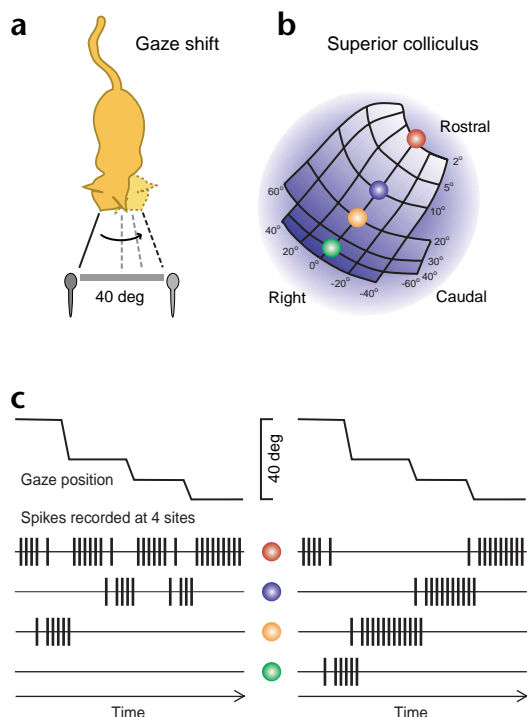 a
Gaze shift
40 deg
b
Superior colliculus
Rostral
2°
5°
10°
20°
30°
40°
60°
40°
20°
0°
-20°
-40°
-60°
Right
Caudal
c
Gaze position
40 deg
Spikes recorded at 4 sites
Time
Time